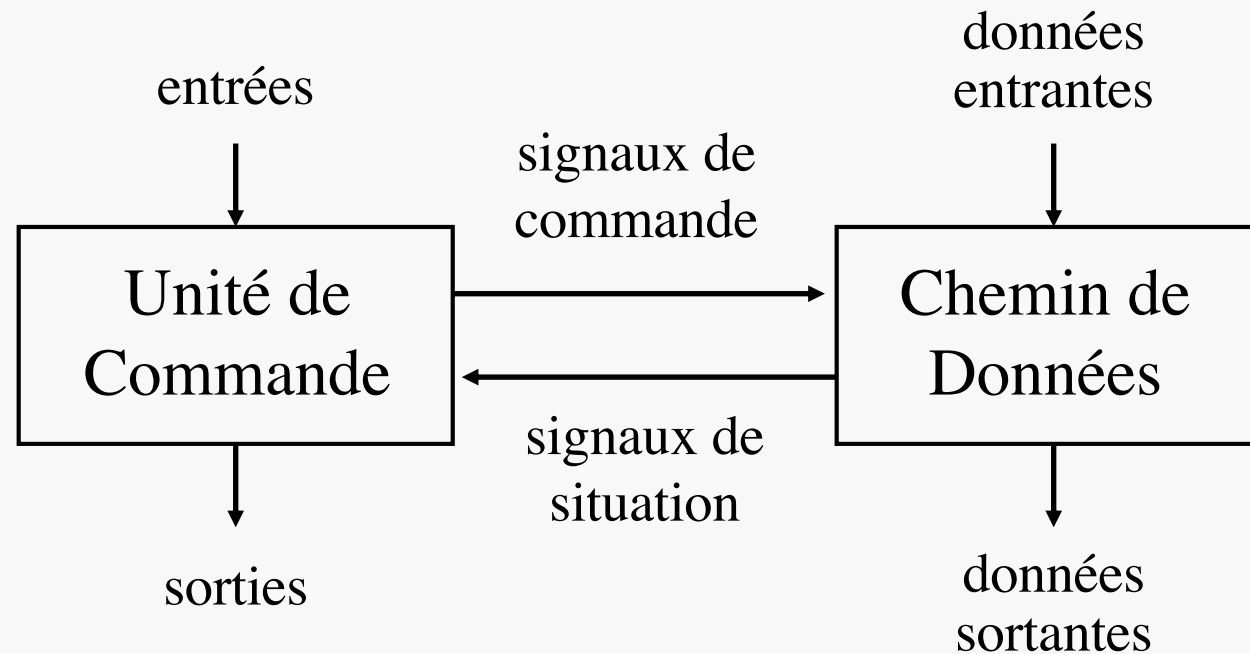 entrées
données
entrantes
signaux de
commande
Unité de
Commande
Chemin de
Données
signaux de
situation
sorties
données
sortantes